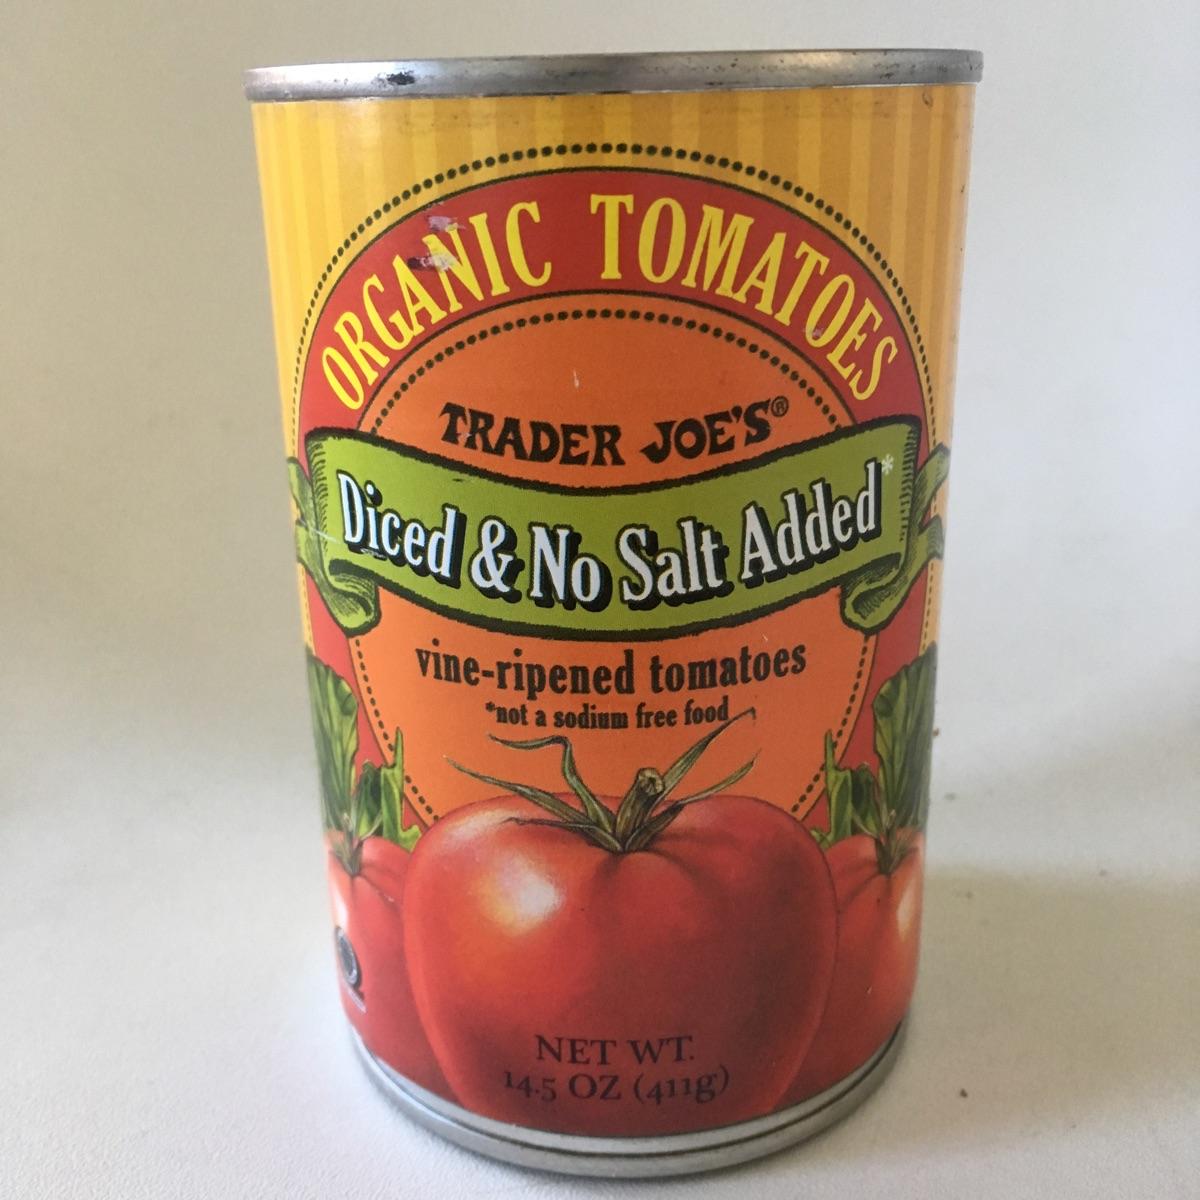 ORGANIC TOMATOES
TRADER JOE'S®
Diced & No Salt Added*
vine-ripened tomatoes
*not a sodium free food
NET WT.
14.5 OZ (411g)